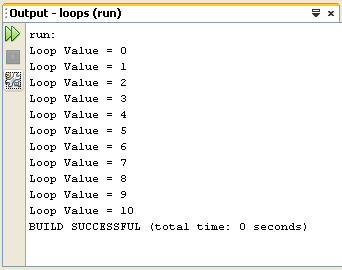 Output - loops (run)
run:
Loop Value = 0
Loop Value = 1
Loop Value = 2
Loop Value = 3
Loop Value = 4
Loop Value = 5
Loop Value = 6
Loop Value = 7
Loop Value = 8
Loop Value = 9
Loop Value = 10
BUILD SUCCESSFUL (total time: 0 seconds)